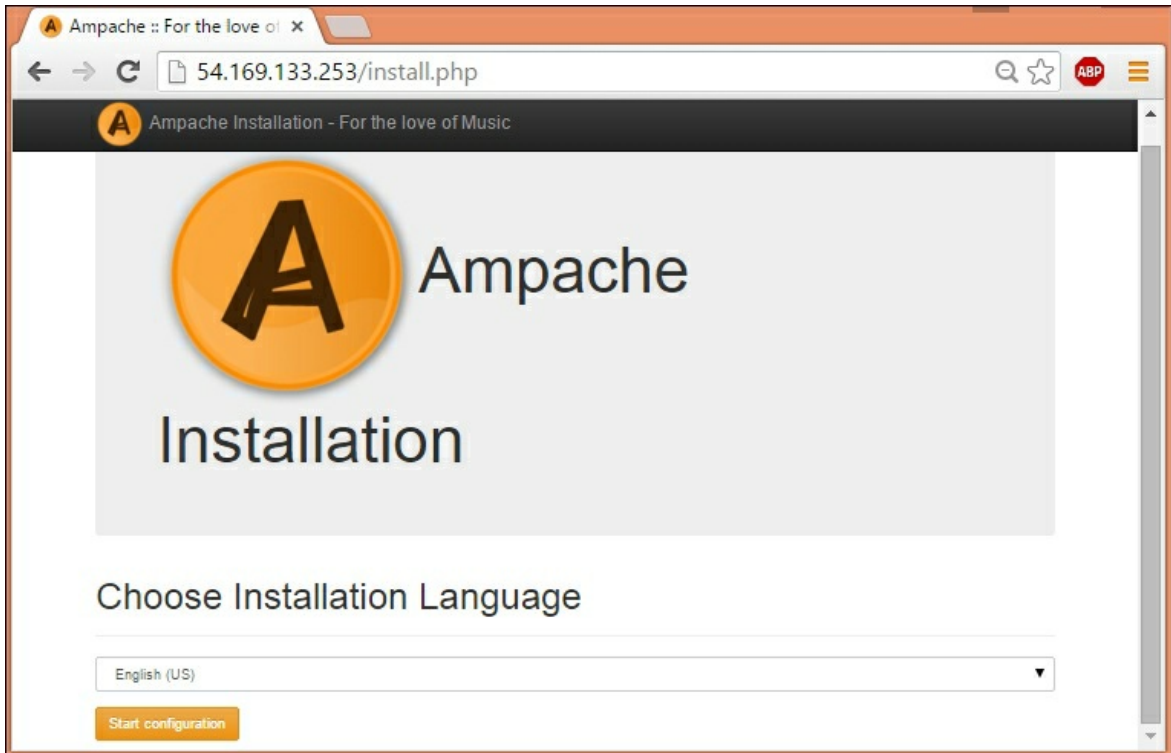 Ampache :: For the love of
54.169.133.253/install.php
ABP
Ampache Installation - For the love of Music
Ampache
Installation
Choose Installation Language
English (US)
Start configuration